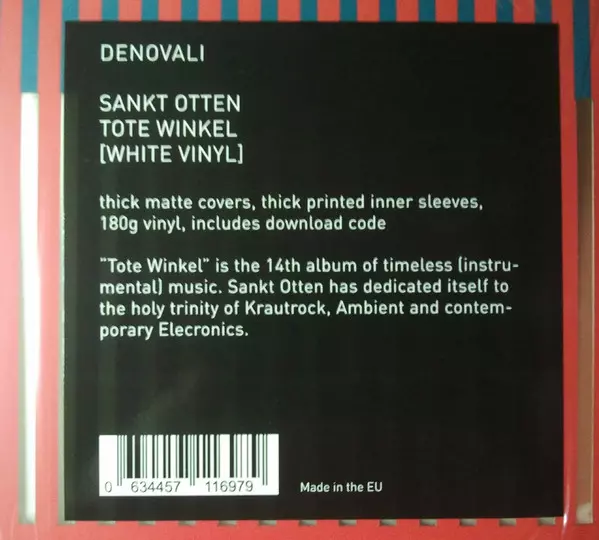 DENOVALI
SANKT OTTEN
TOTE WINKEL
[WHITE VINYL]
thick matte covers, thick printed inner sleeves,
180g vinyl, includes download code
"Tote Winkel" is the 14th album of timeless (instru-
mental) music. Sankt Otten has dedicated itself to
the holy trinity of Krautrock, Ambient and contem-
porary Elecronics.
0 634457 116979
Made in the EU